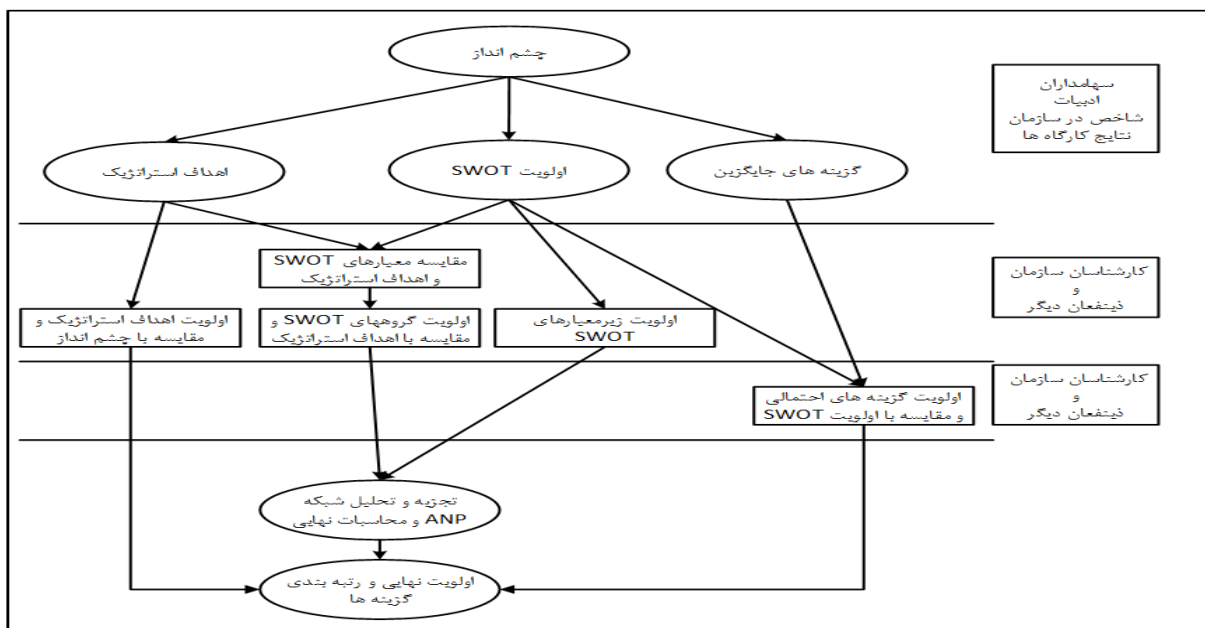 چشم انداز
سهامداران
ادبیات
شاخص در سازمان
نتایج کارگاه ها
گزینه های جایگزین
اولویت SWOT
اهداف استراتژیک
مقایسه معیارهای SWOT
و اهداف استراتژیک
کارشناسان سازمان
و
ذینفعان دیگر
اولویت زیرمعیارهای
SWOT
اولویت گروههای SWOT و
مقایسه با اهداف استراتژیک
اولویت اهداف استراتژیک و
مقایسه با چشم انداز
کارشناسان سازمان
و
ذینفعان دیگر
اولویت گزینه های احتمالی
و مقایسه با اولویت SWOT
تجزیه و تحلیل شبکه
ANP و محاسبات نهایی
اولویت نهایی و رتبه بندی
گزینه ها